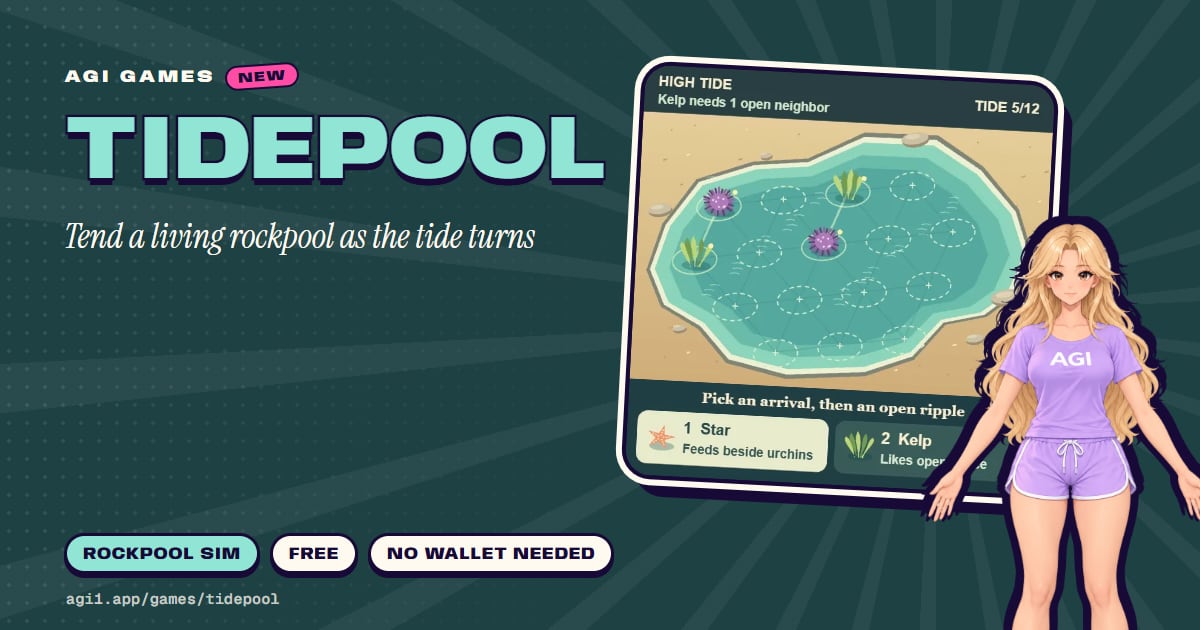 AGI GAMES NEW
TIDEPOOL
Tend a living rockpool as the tide turns
ROCKPOOL SIM FREE NO WALLET NEEDED
agi1.app/games/tidepool
HIGH TIDE
Kelp needs 1 open neighbor
TIDE 5/12
Pick an arrival, then an open ripple
1 Star
Feeds beside urchins
2 Kelp
Likes
AGI